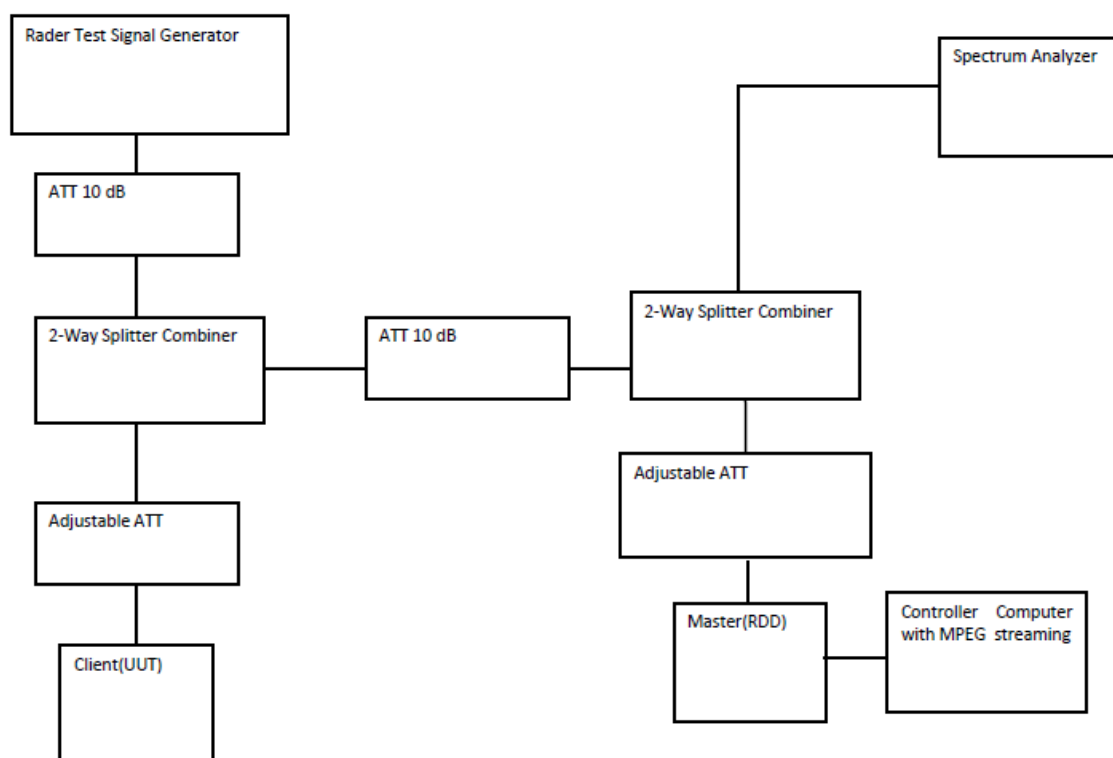 Rader Test Signal Generator
Spectrum Analyzer
ATT 10 dB
2-Way Splitter Combiner
ATT 10 dB
2-Way Splitter Combiner
Adjustable ATT
Adjustable ATT
Client(UUT)
Master(RDD)
Controller Computer
with MPEG streaming